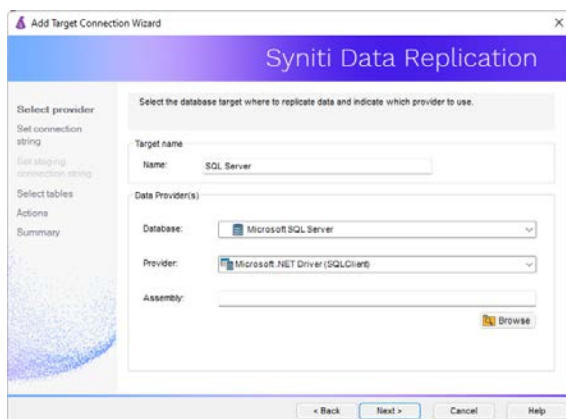 Add Target Connection Wizard
Syniti Data Replication
Select provider
Set connection
string
Set staging
connection string
Select tables
Actions
Summary
Select the database target where to replicate data and indicate which provider to use.
Target name
Name: SQL Server
Data Provider(s)
Database: Microsoft SQL Server
Provider: Microsoft .NET Driver (SQLClient)
Assembly:
Browse
< Back Next > Cancel Help